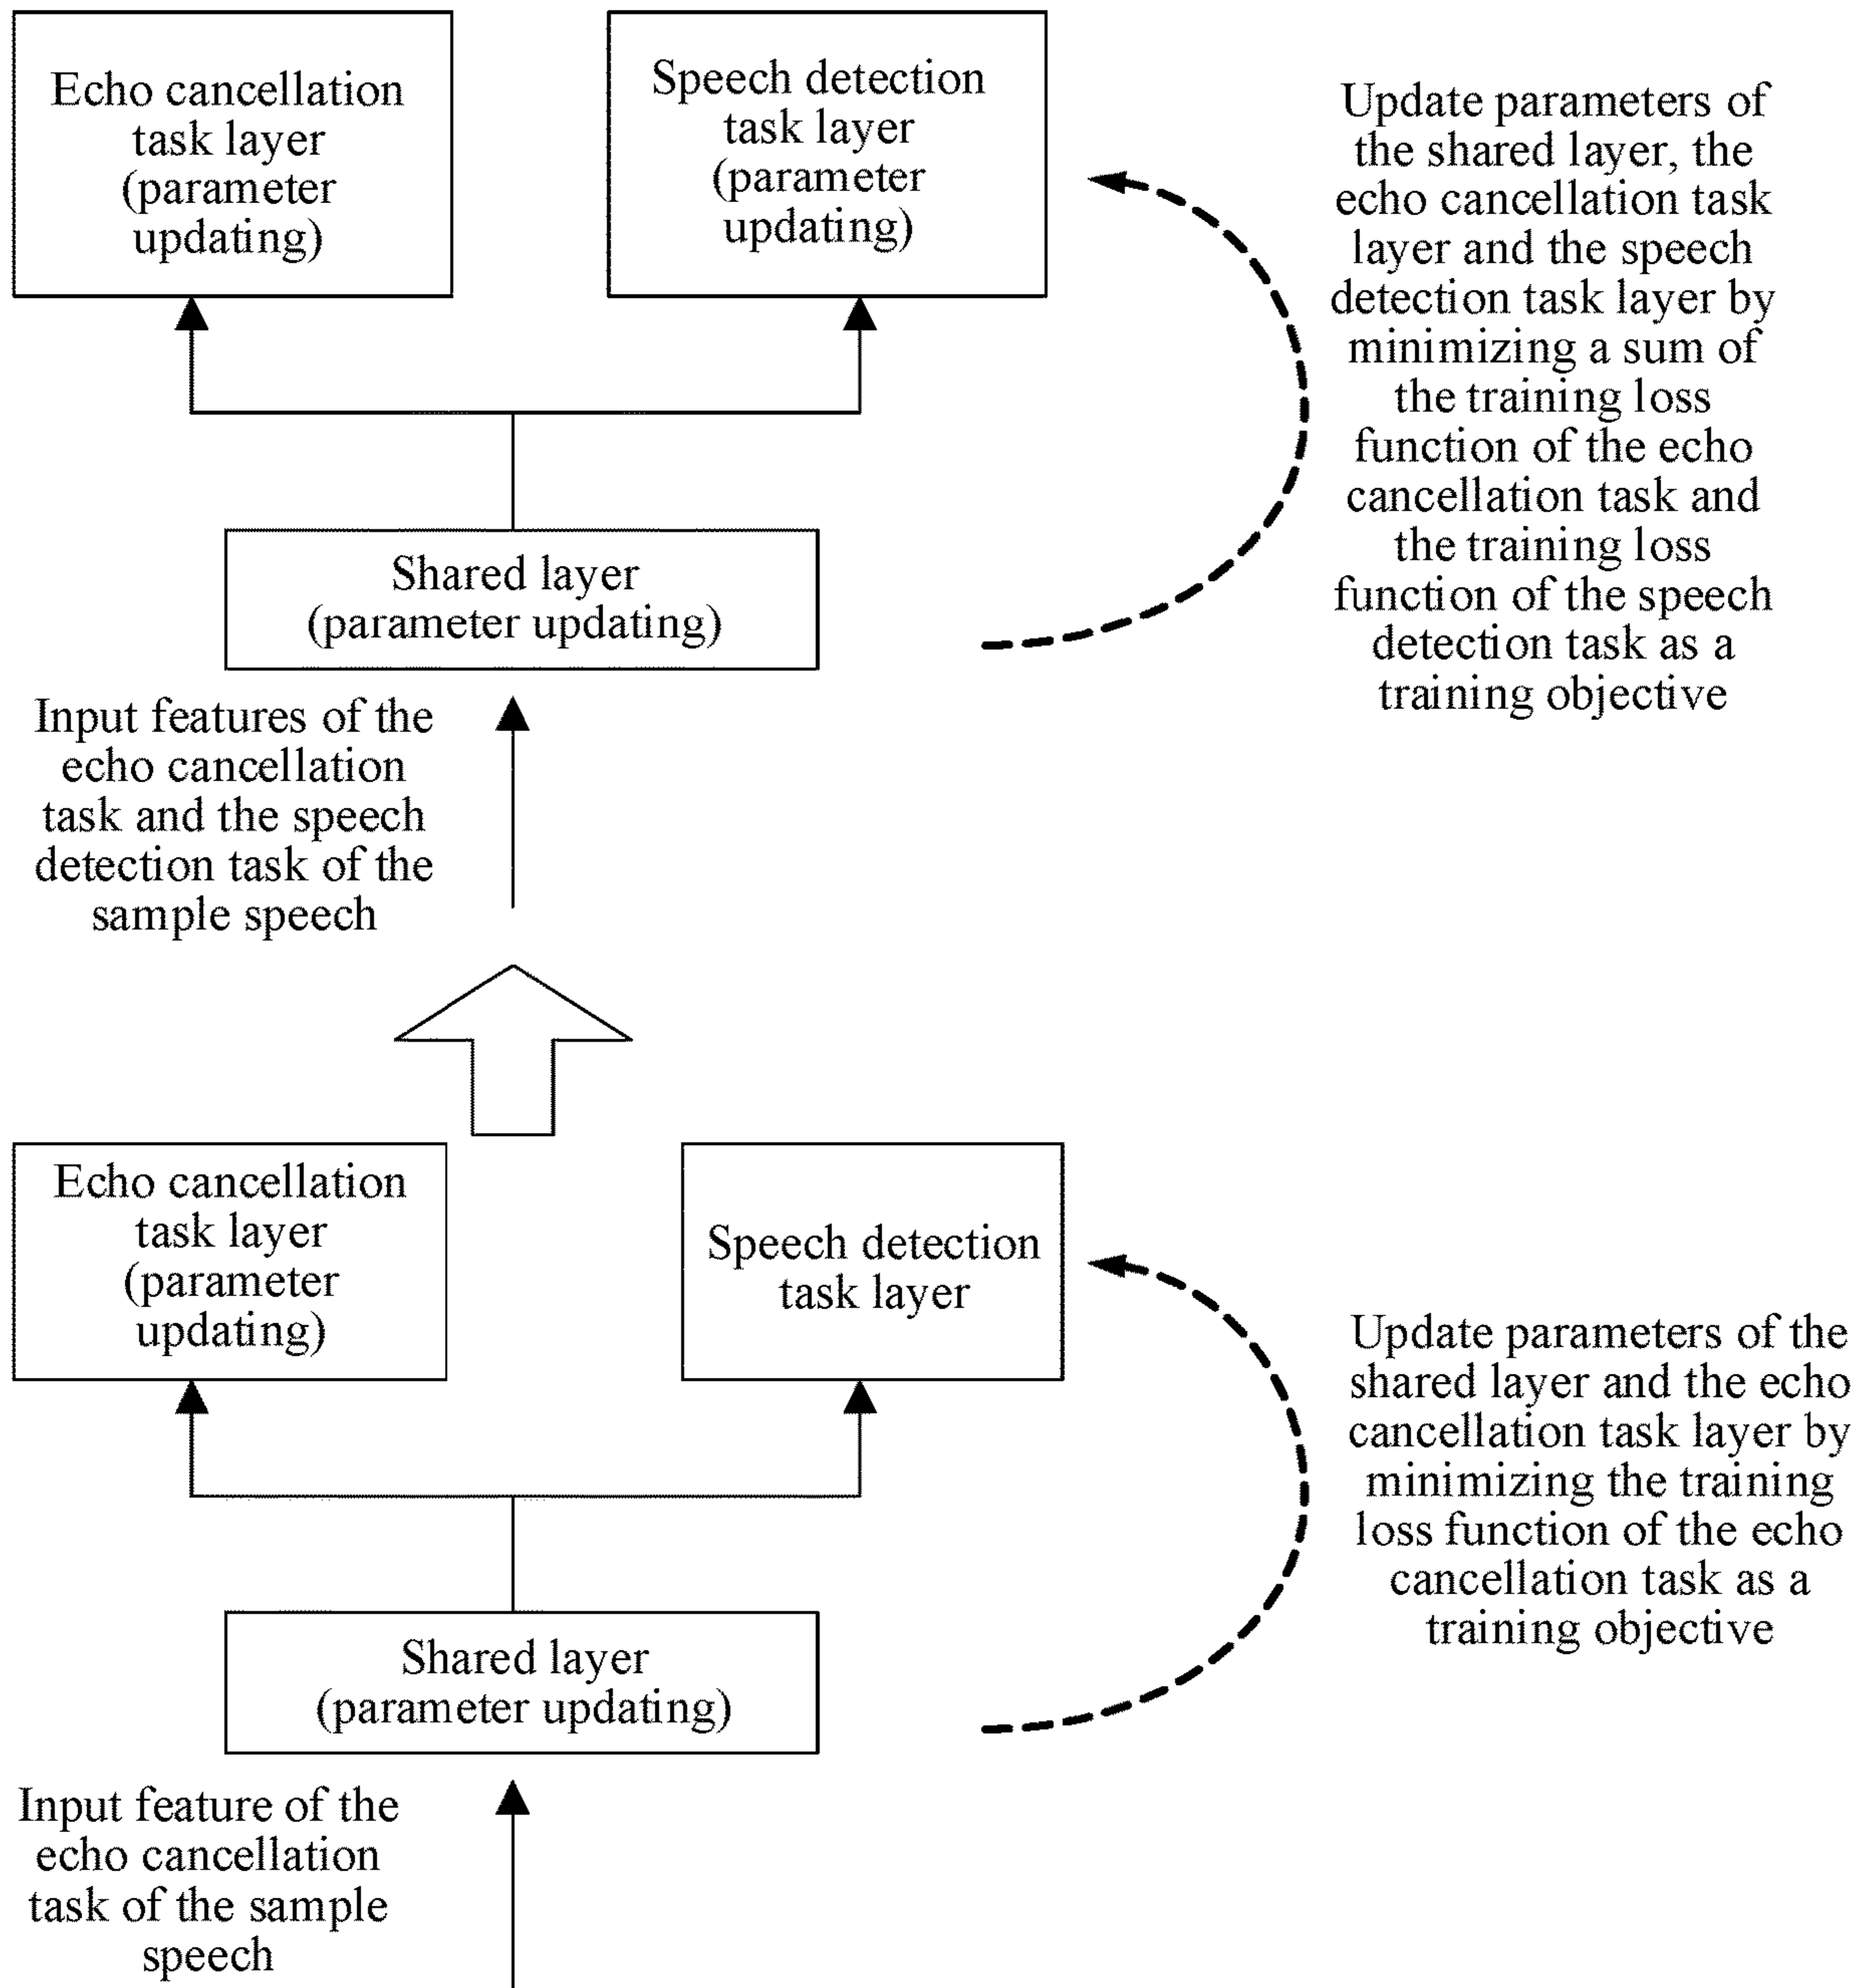 Echo cancellation
task layer
(parameter
updating)
Speech detection
task layer
(parameter
updating)
Update parameters of
the shared layer, the
echo cancellation task
layer and the speech
detection task layer by
minimizing a sum of
the training loss
function of the echo
cancellation task and
the training loss
function of the speech
detection task as a
training objective
Shared layer
(parameter updating)
Input features of the
echo cancellation
task and the speech
detection task of the
sample speech
Echo cancellation
task layer
(parameter
updating)
Speech detection
task layer
Update parameters of the
shared layer and the echo
cancellation task layer by
minimizing the training
loss function of the echo
cancellation task as a
training objective
Shared layer
(parameter updating)
Input feature of the
echo cancellation
task of the sample
speech